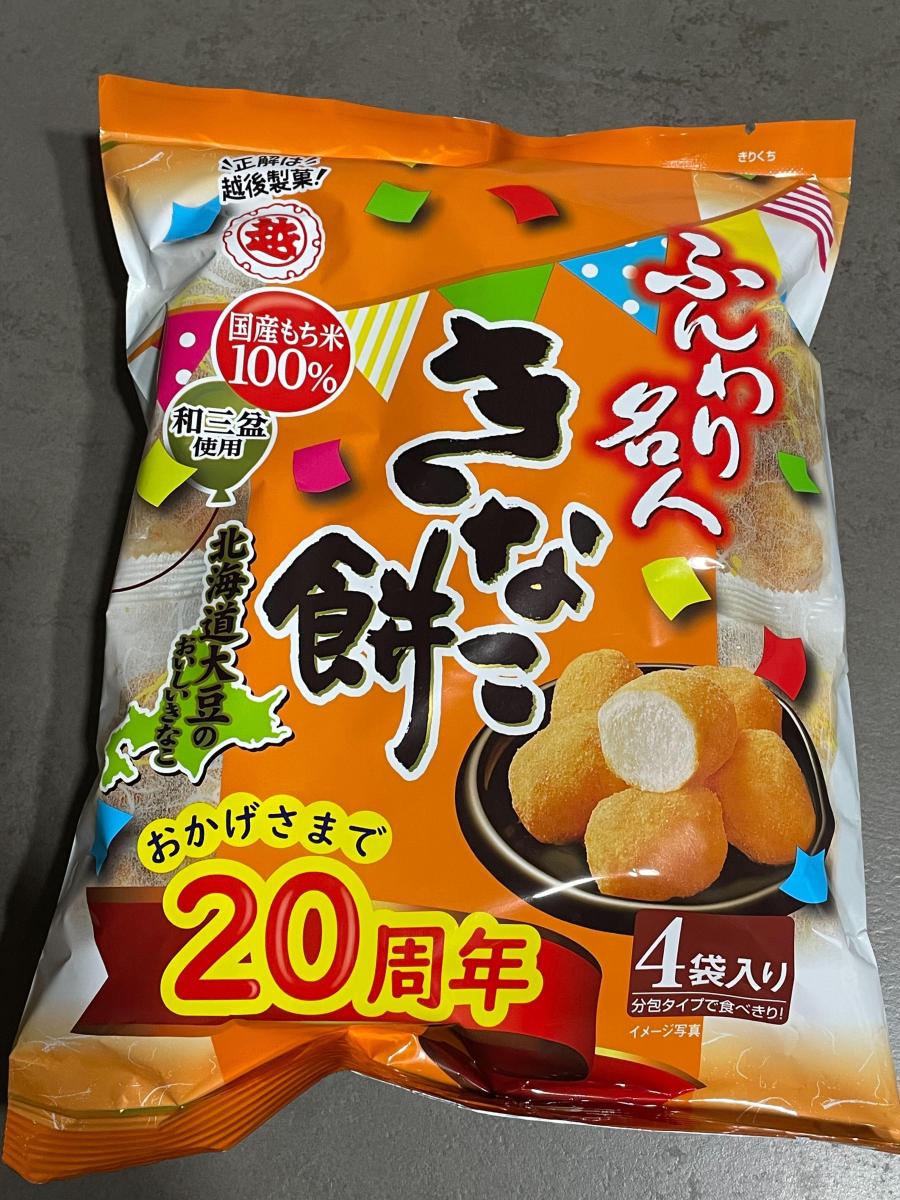 きりくち
正解は
越後製菓!
越
国産もち米
100%
和三盆
使用
ふんわり
名人
きなこ
餅
北海道大豆の
おいしいきなこ
おかげさまで
20周年
4袋入り
分包タイプで食べきり!
イメージ写真